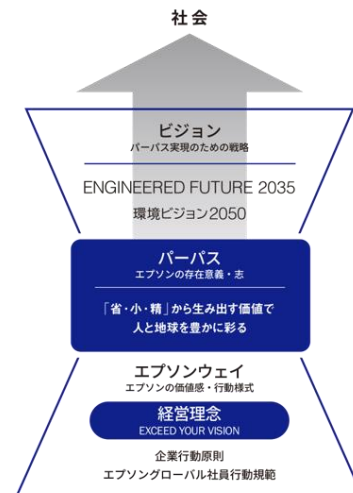 社会
ビジョン
パーパス実現のための戦略
ENGINEERED FUTURE 2035
環境ビジョン2050
パーパス
エプソンの存在意義・志
「省・小・精」から生み出す価値で
人と地球を豊かに彩る
エプソンウェイ
エプソンの価値感・行動様式
経営理念
EXCEED YOUR VISION
企業行動原則
エプソングローバル社員行動規範